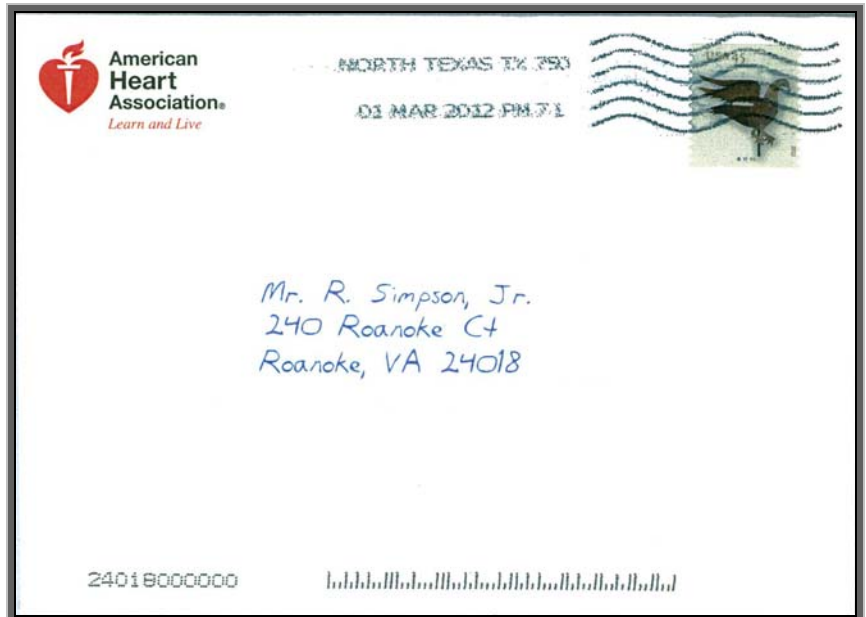 American
Heart
Association®
Learn and Live
NORTH TEXAS TX 750
01 MAR 2012 PM 7 L
USA
Mr. R. Simpson, Jr.
240 Roanoke Ct
Roanoke, VA 24018
24018000000